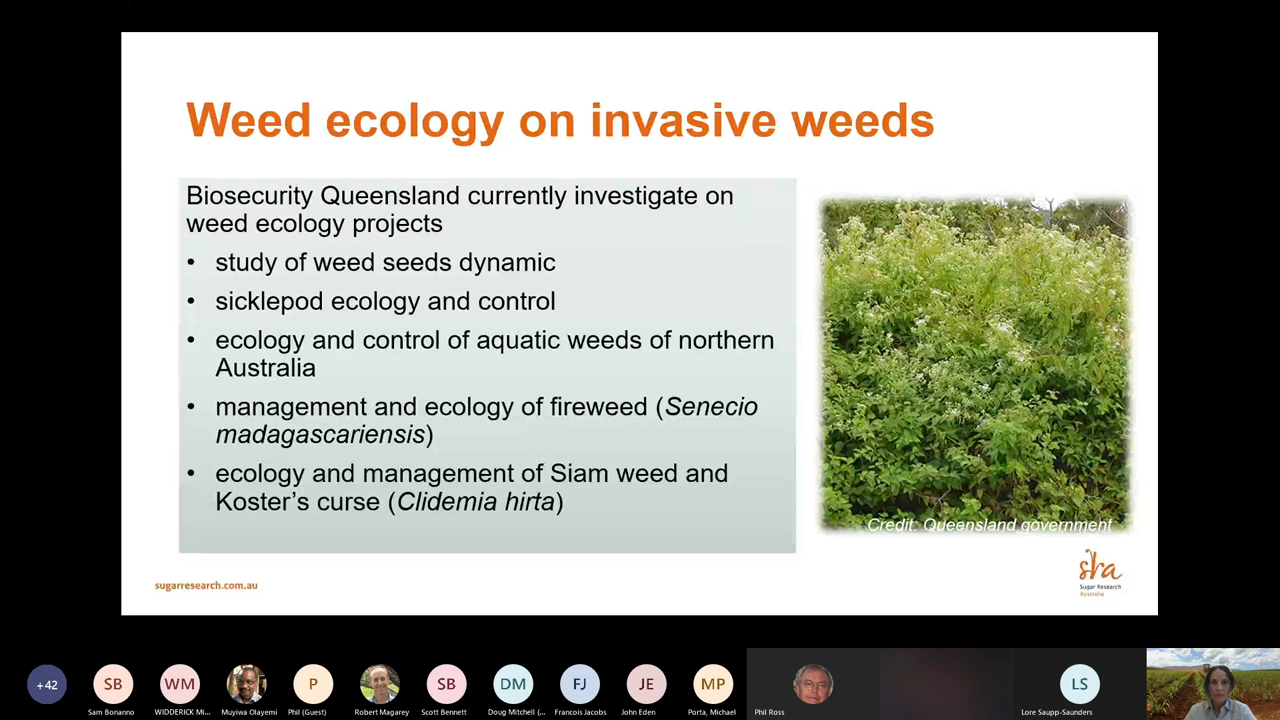 Weed ecology on invasive weeds
Biosecurity Queensland currently investigate on
weed ecology projects
• study of weed seeds dynamic
• sicklepod ecology and control
• ecology and control of aquatic weeds of northern
Australia
• management and ecology of fireweed (Senecio
madagascariensis)
• ecology and management of Siam weed and
Koster's curse (Clidemia hirta)
Credit: Queensland government
sugarresearch.com.au
sra
Sugar Research
Australia
+42
SB
WM
P
SB
DM
FJ
JE
MP
LS
Sam Bonanno
WIDDERICK Mi...
Muyiwa Olayemi
Phil (Guest)
Robert Magarey
Scott Bennett
Doug Mitchell (...
Francois Jacobs
John Eden
Porta, Michael
Phil Ross
Lore Saupp-Saunders